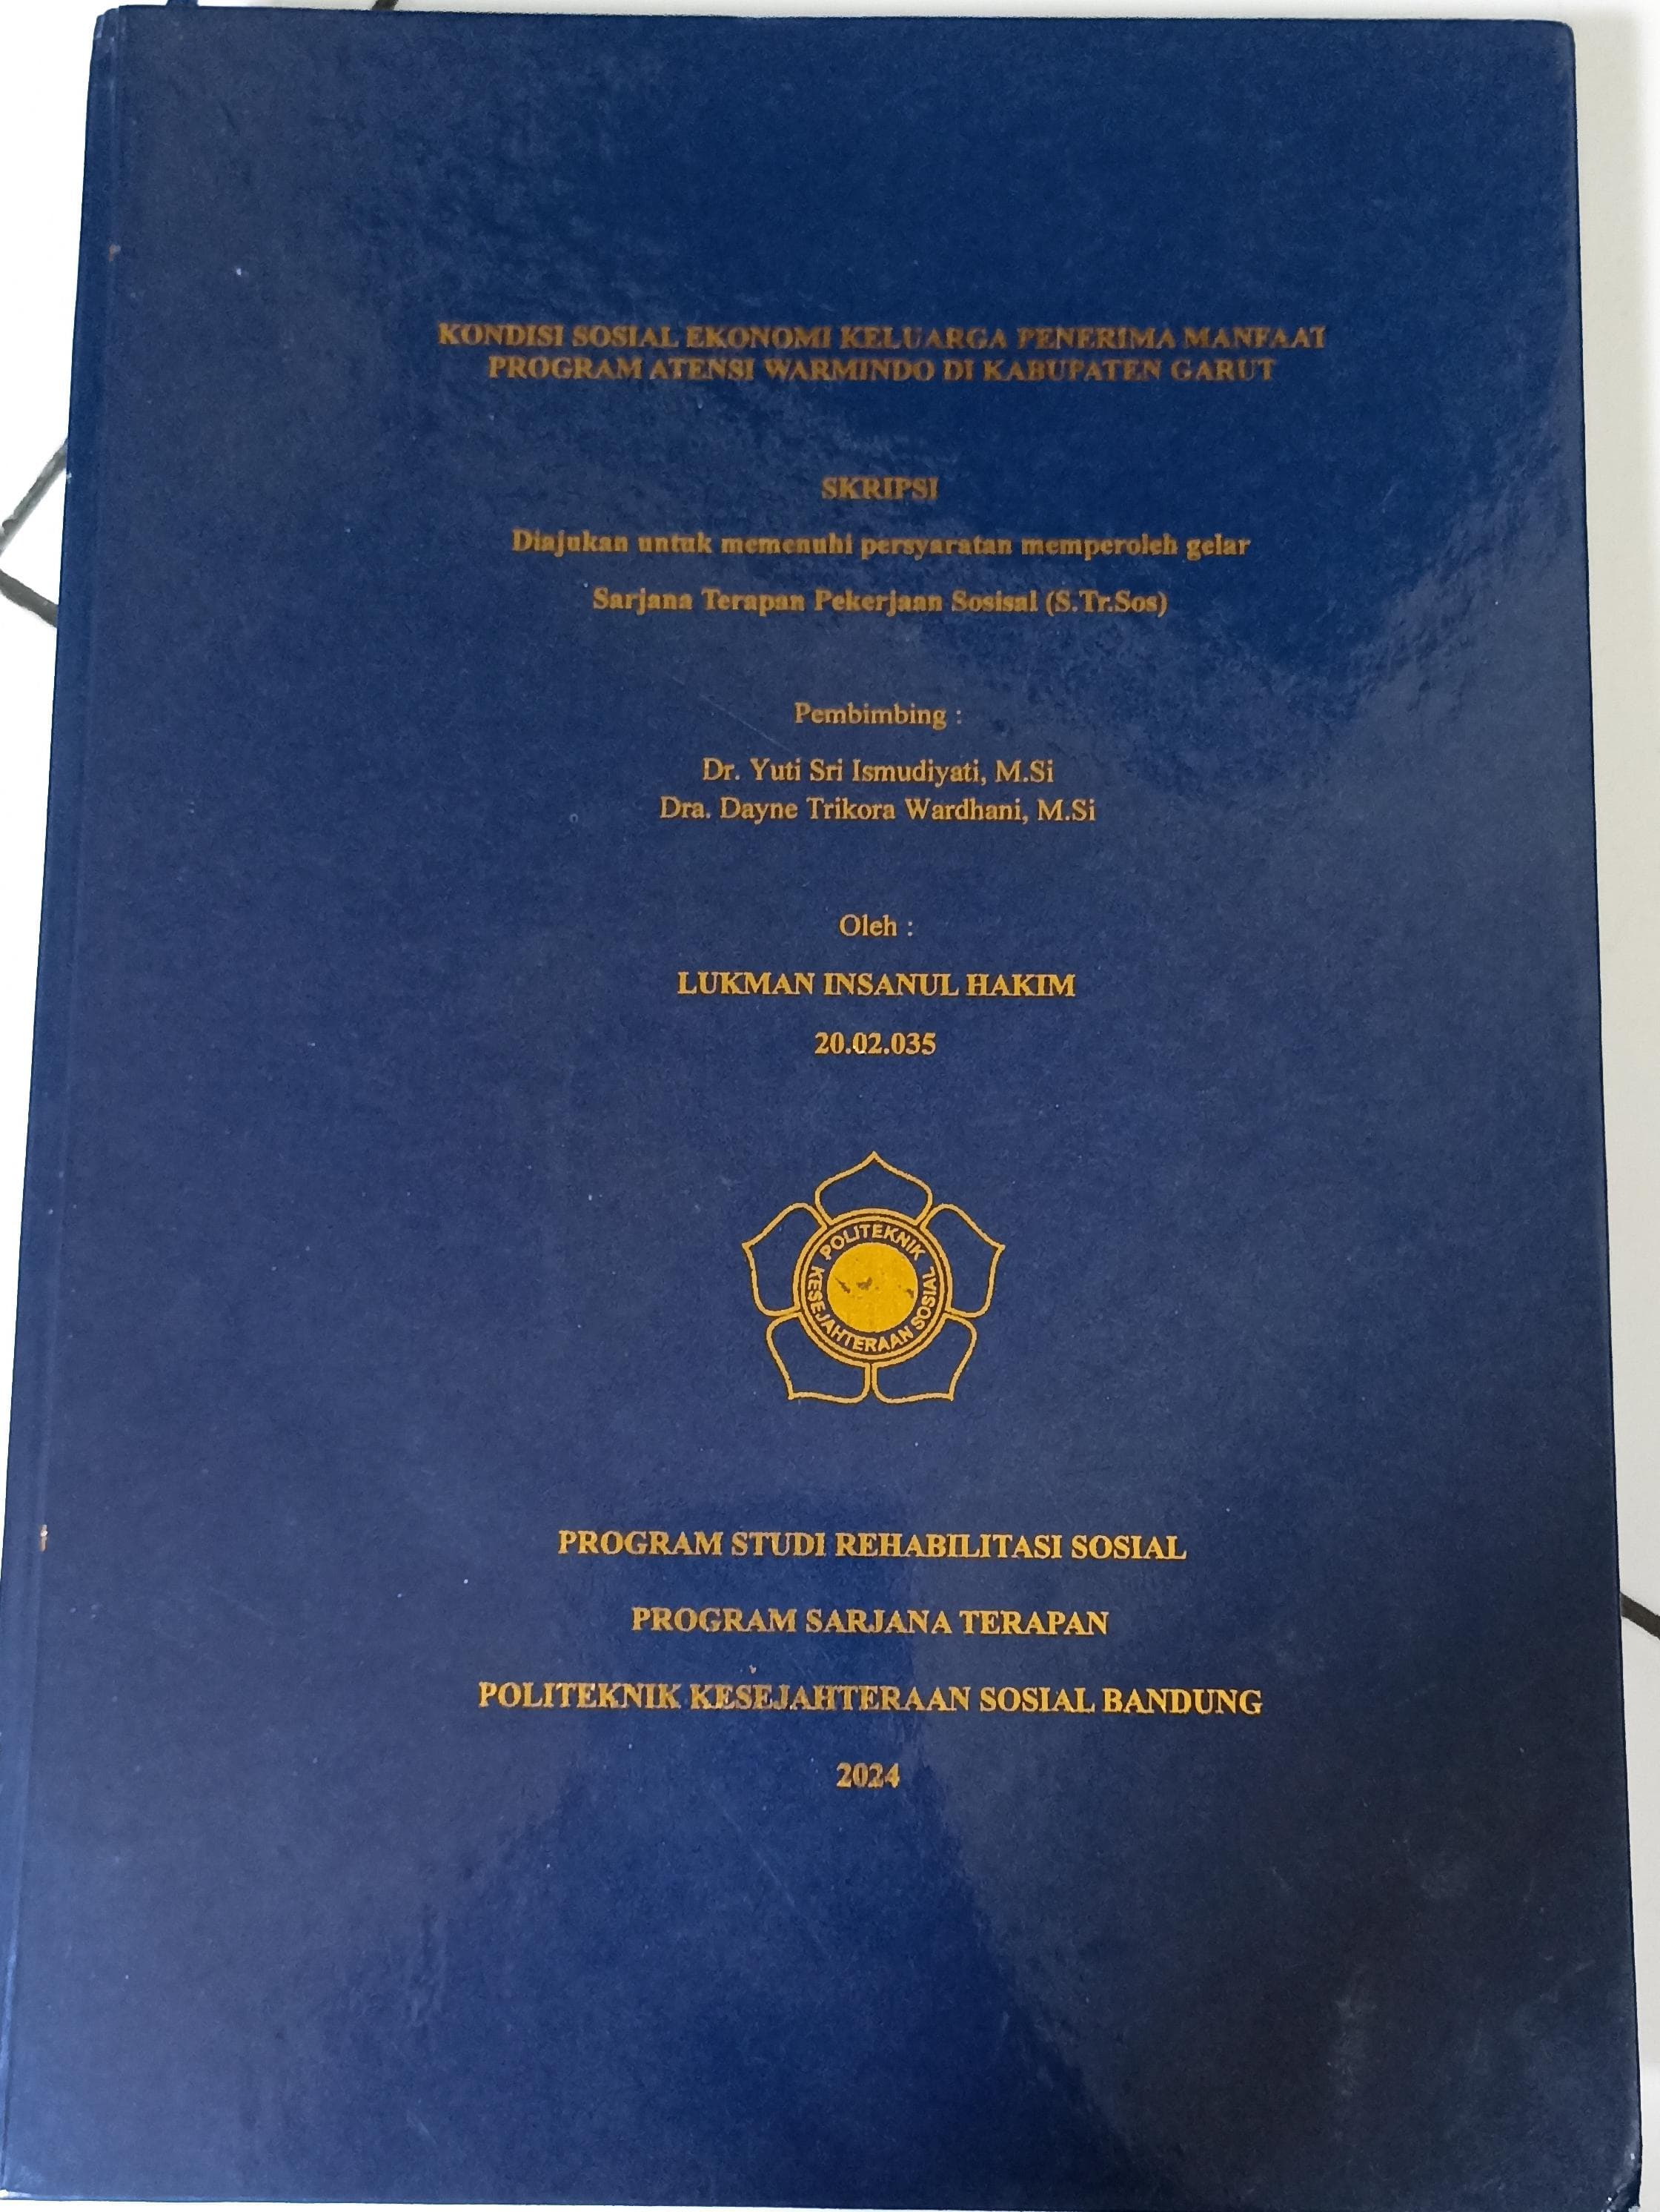 KONDISI SOSIAL EKONOMI KELUARGA PENERIMA MANFAAT
PROGRAM ATENSI WARMINDO DI KABUPATEN GARUT
SKRIPSI
Diajukan untuk memenuhi persyaratan memperoleh gelar
Sarjana Terapan Pekerjaan Sosisal (S.Tr.Sos)
Pembimbing :
Dr. Yuti Sri Ismudiyati, M.Si
Dra. Dayne Trikora Wardhani, M.Si
Oleh :
LUKMAN INSANUL HAKIM
20.02.035
POLITEKNIK
KESEJAHTERAAN SOSIAL
PROGRAM STUDI REHABILITASI SOSIAL
PROGRAM SARJANA TERAPAN
POLITEKNIK KESEJAHTERAAN SOSIAL BANDUNG
2024